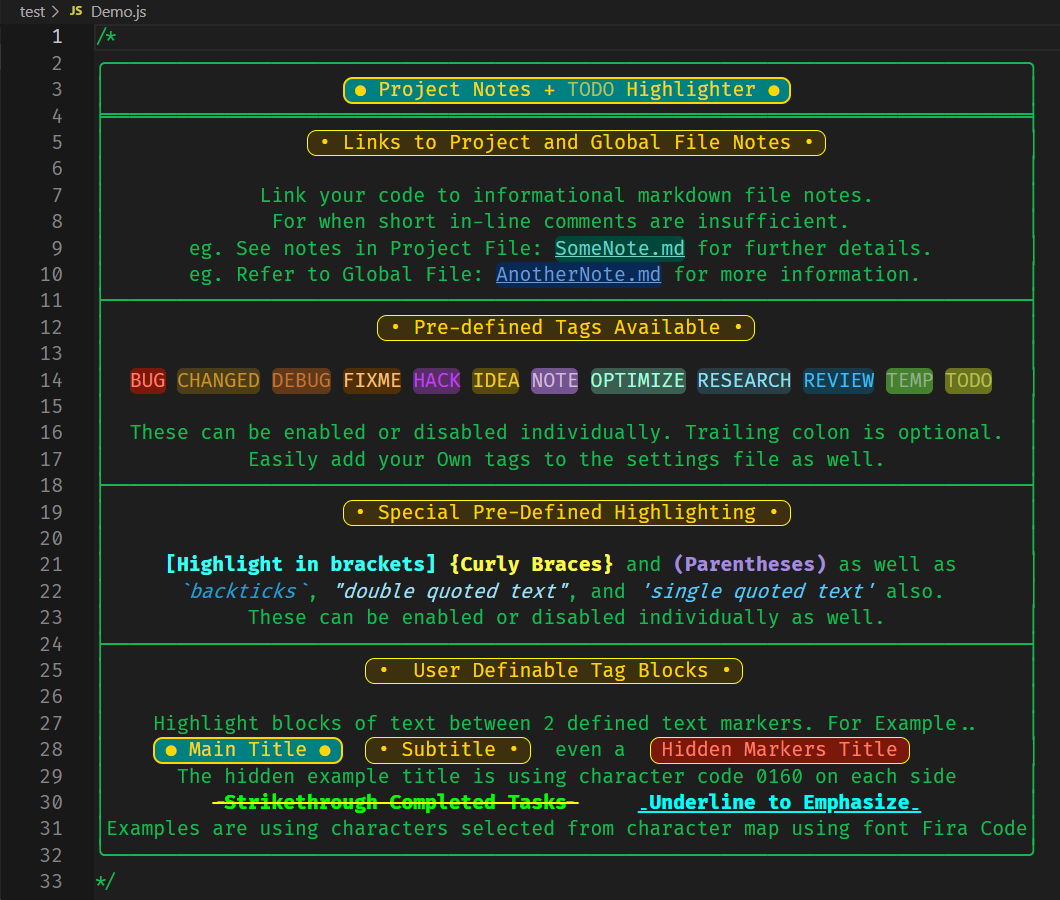 test > JS Demo.js
1 /*
2
3 ● Project Notes + TODO Highlighter ●
4
5 • Links to Project and Global File Notes •
6
7 Link your code to informational markdown file notes.
8 For when short in-line comments are insufficient.
9 eg. See notes in Project File: SomeNote.md for further details.
10 eg. Refer to Global File: AnotherNote.md for more information.
11
12 • Pre-defined Tags Available •
13
14 BUG CHANGED DEBUG FIXME HACK IDEA NOTE OPTIMIZE RESEARCH REVIEW TEMP TODO
15
16 These can be enabled or disabled individually. Trailing colon is optional.
17 Easily add your Own tags to the settings file as well.
18
19 • Special Pre-Defined Highlighting •
20
21 [Highlight in brackets] {Curly Braces} and (Parentheses) as well as
22 `backticks`, "double quoted text", and 'single quoted text' also.
23 These can be enabled or disabled individually as well.
24
25 • User Definable Tag Blocks •
26
27 Highlight blocks of text between 2 defined text markers. For Example..
28 ● Main Title ● • Subtitle • even a Hidden Markers Title
29 The hidden example title is using character code 0160 on each side
30 -Strikethrough Completed Tasks- _Underline to Emphasize_
31 Examples are using characters selected from character map using font Fira Code
32
33 */